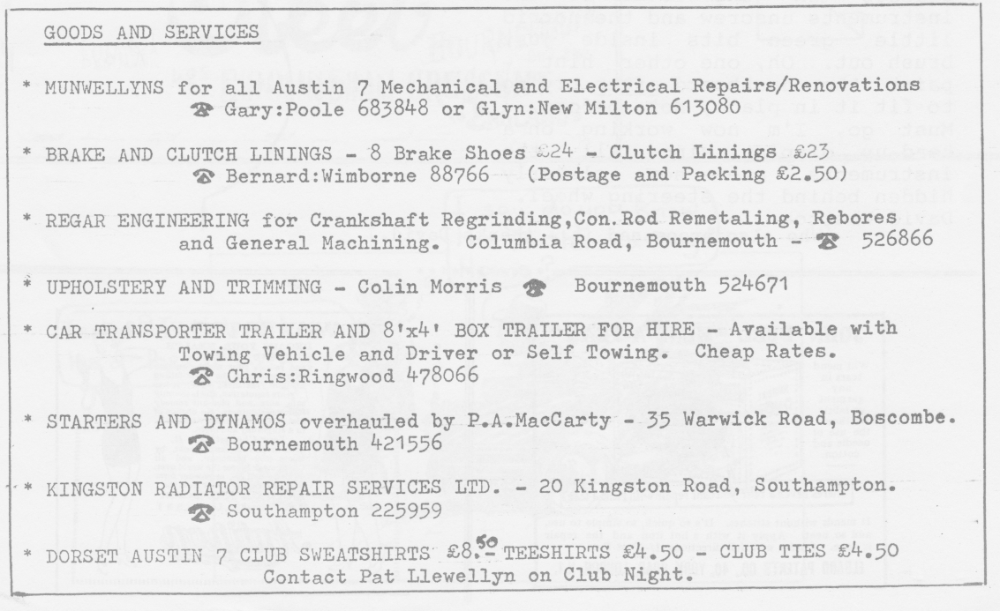 GOODS AND SERVICES
* MUNWELLYNS for all Austin 7 Mechanical and Electrical Repairs/Renovations
☎ Gary:Poole 683848 or Glyn:New Milton 613080
* BRAKE AND CLUTCH LININGS - 8 Brake Shoes £24 - Clutch Linings £23
☎ Bernard:Wimborne 88766 (Postage and Packing £2.50)
* REGAR ENGINEERING for Crankshaft Regrinding,Con.Rod Remetaling, Rebores
and General Machining. Columbia Road, Bournemouth - ☎ 526866
* UPHOLSTERY AND TRIMMING - Colin Morris ☎ Bournemouth 524671
* CAR TRANSPORTER TRAILER AND 8'x4' BOX TRAILER FOR HIRE - Available with
Towing Vehicle and Driver or Self Towing. Cheap Rates.
☎ Chris:Ringwood 478066
* STARTERS AND DYNAMOS overhauled by P.A.MacCarty - 35 Warwick Road, Boscombe.
☎ Bournemouth 421556
* KINGSTON RADIATOR REPAIR SERVICES LTD. - 20 Kingston Road, Southampton.
☎ Southampton 225959
* DORSET AUSTIN 7 CLUB SWEATSHIRTS £8.50 - TEESHIRTS £4.50 - CLUB TIES £4.50
Contact Pat Llewellyn on Club Night.